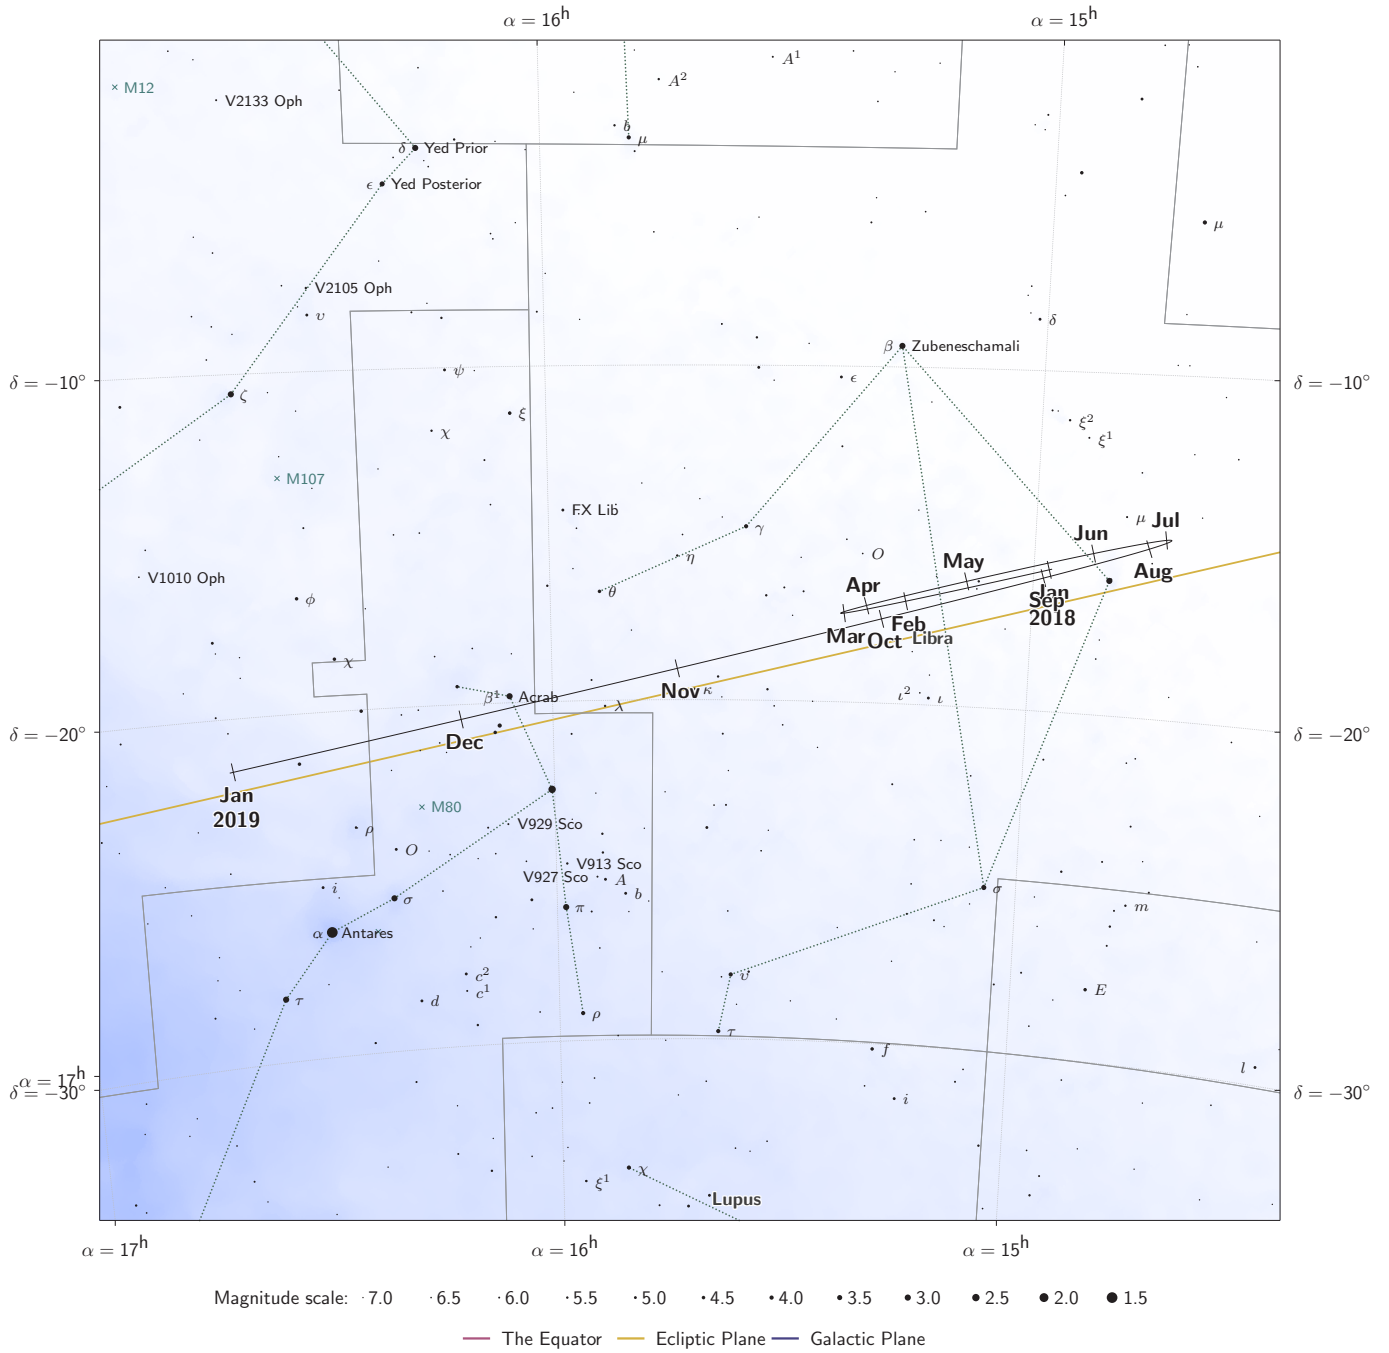 α = 16h
α = 15h
A¹
A²
× M12
V2133 Oph
b
μ
δ Yed Prior
ϵ Yed Posterior
μ
V2105 Oph
υ
δ
β Zubeneschamali
δ = −10°
ψ
ϵ
δ = −10°
ζ
ξ
ξ²
χ
ξ¹
× M107
FX Lib
μ
Jul
γ
Jun
O
η
May
V1010 Oph
Aug
Apr
θ
Jan
ϕ
Sep
2018
Feb
Mar
Oct
Libra
χ
Nov
κ
ι²
ι
β¹ Acrab
λ
δ = −20°
Dec
δ = −20°
Jan
2019
× M80
V929 Sco
ρ
O
V913 Sco
V927 Sco
A
i
b
σ
σ
π
m
α Antares
c²
υ
c¹
E
τ
d
ρ
τ
f
l
α = 17h
δ = −30°
δ = −30°
i
χ
ξ¹
Lupus
α = 17h
α = 16h
α = 15h
Magnitude scale: 7.0 6.5 6.0 5.5 5.0 4.5 4.0 3.5 3.0 2.5 2.0 1.5
The Equator Ecliptic Plane Galactic Plane